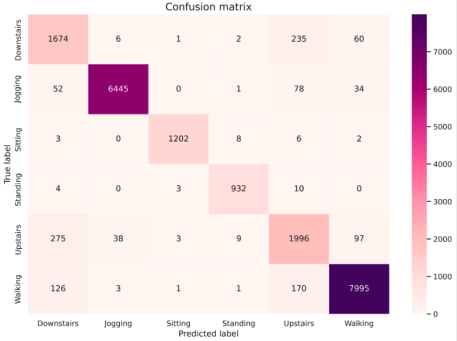 Confusion matrix
True label
Downstairs 1674 6 1 2 235 60
Jogging 52 6445 0 1 78 34
Sitting 3 0 1202 8 6 2
Standing 4 0 3 932 10 0
Upstairs 275 38 3 9 1996 97
Walking 126 3 1 1 170 7995
Downstairs Jogging Sitting Standing Upstairs Walking
Predicted label
7000
6000
5000
4000
3000
2000
1000
0